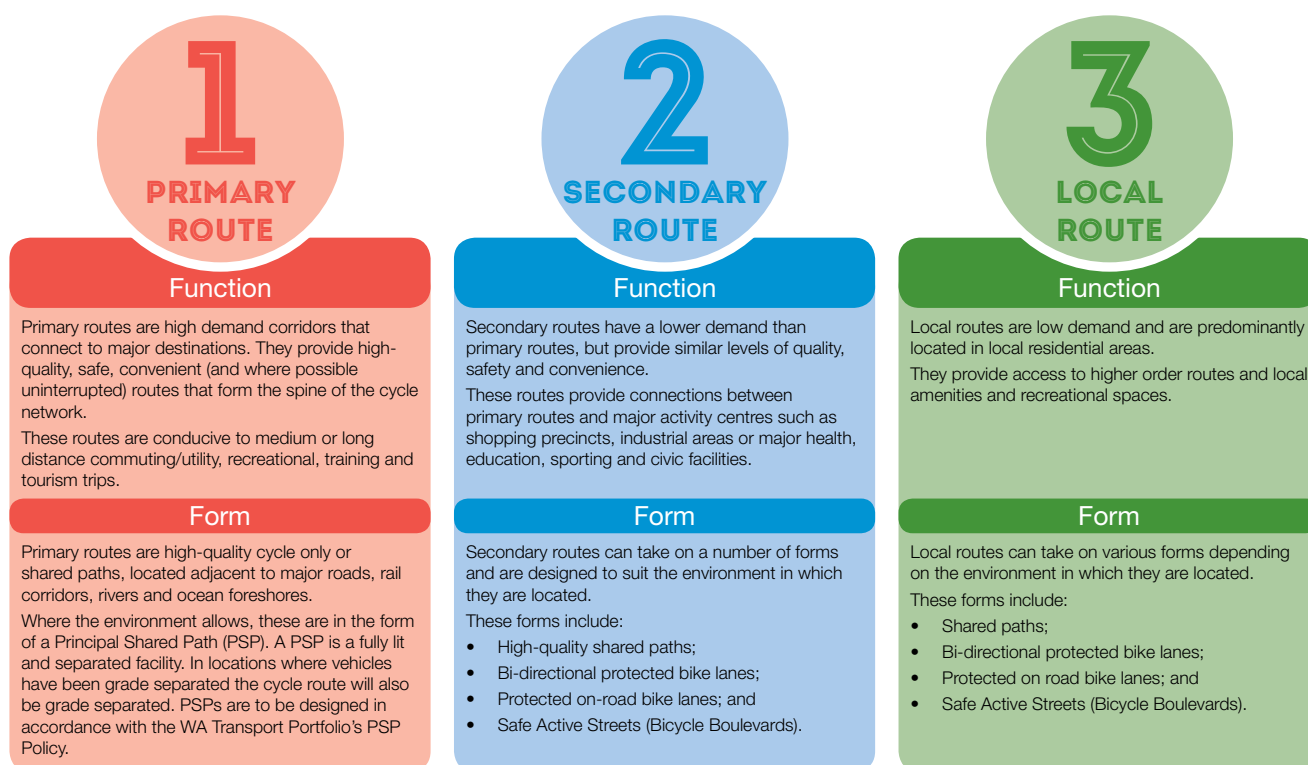 1
PRIMARY
ROUTE
Function
Primary routes are high demand corridors that
connect to major destinations. They provide high-
quality, safe, convenient (and where possible
uninterrupted) routes that form the spine of the cycle
network.
These routes are conducive to medium or long
distance commuting/utility, recreational, training and
tourism trips.
Form
Primary routes are high-quality cycle only or
shared paths, located adjacent to major roads, rail
corridors, rivers and ocean foreshores.
Where the environment allows, these are in the form
of a Principal Shared Path (PSP). A PSP is a fully lit
and separated facility. In locations where vehicles
have been grade separated the cycle route will also
be grade separated. PSPs are to be designed in
accordance with the WA Transport Portfolio's PSP
Policy.
2
SECONDARY
ROUTE
Function
Secondary routes have a lower demand than
primary routes, but provide similar levels of quality,
safety and convenience.
These routes provide connections between
primary routes and major activity centres such as
shopping precincts, industrial areas or major health,
education, sporting and civic facilities.
Form
Secondary routes can take on a number of forms
and are designed to suit the environment in which
they are located.
These forms include:
• High-quality shared paths;
• Bi-directional protected bike lanes;
• Protected on-road bike lanes; and
• Safe Active Streets (Bicycle Boulevards).
3
LOCAL
ROUTE
Function
Local routes are low demand and are predominantly
located in local residential areas.
They provide access to higher order routes and local
amenities and recreational spaces.
Form
Local routes can take on various forms depending
on the environment in which they are located.
These forms include:
• Shared paths;
• Bi-directional protected bike lanes;
• Protected on road bike lanes; and
• Safe Active Streets (Bicycle Boulevards).